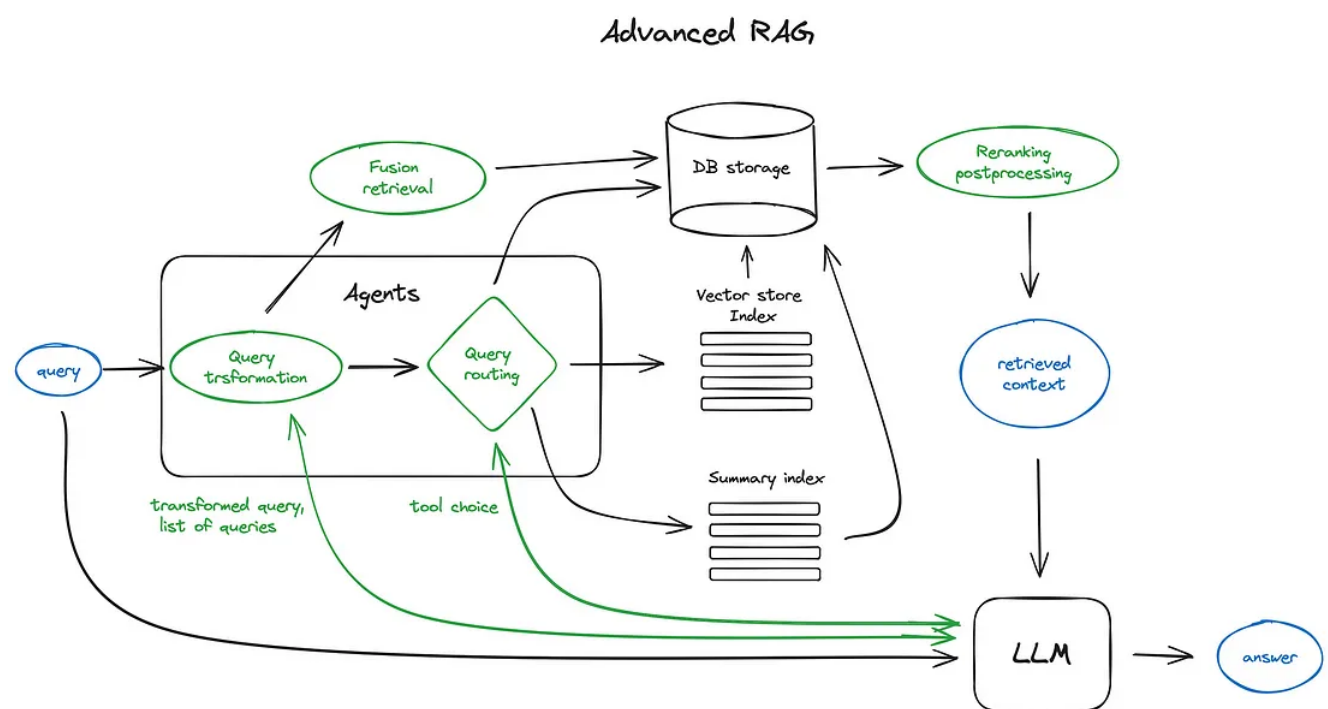 Advanced RAG
Fusion
retrieval
DB storage
Reranking
postprocessing
Agents
Vector store
Index
query
Query
trsformation
Query
routing
retrieved
context
Summary index
transformed query,
list of queries
tool choice
LLM
answer